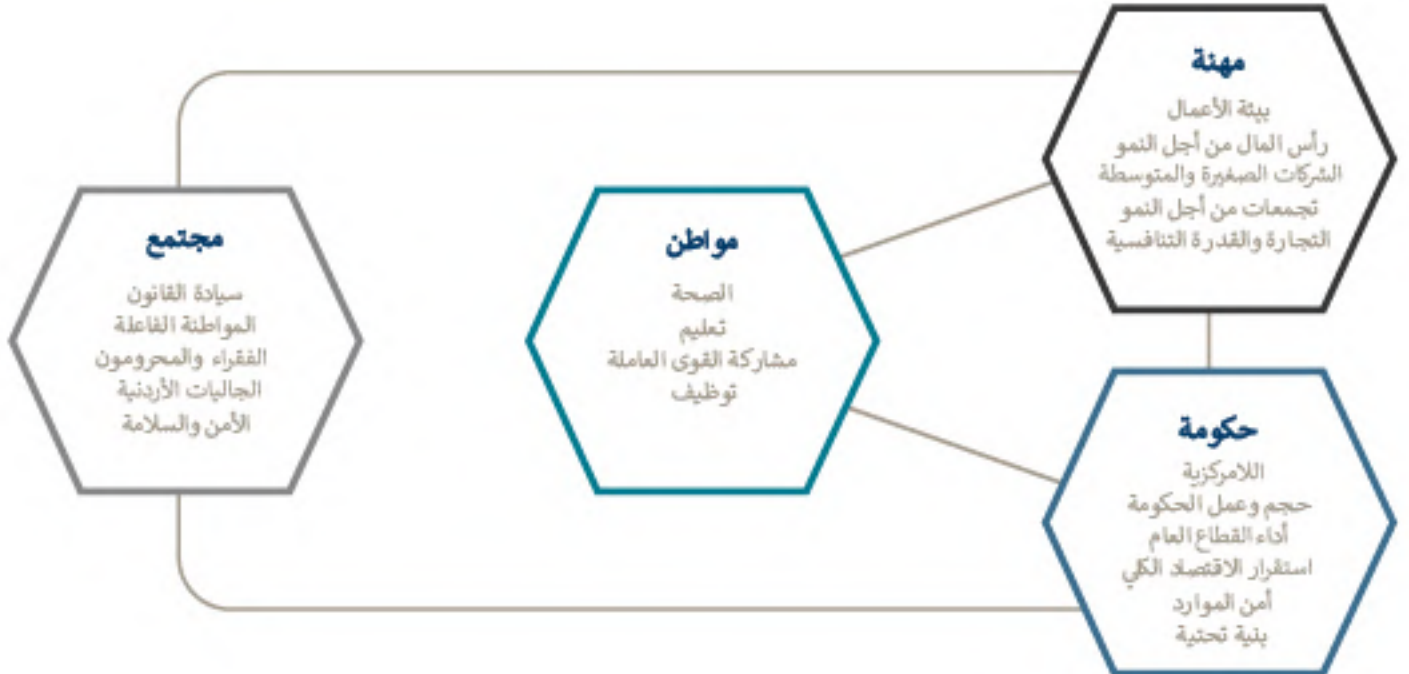 مهنة
بيئة الأعمال
رأس المال من أجل النمو
الشركات الصغيرة والمتوسطة
تجمعات من أجل النمو
التجارة والقدرة التنافسية
مواطن
الصحة
تعليم
مشاركة القوى العاملة
توظيف
مجتمع
سيادة القانون
المواطنة الفاعلة
الفقراء والمحرومون
الجاليات الأردنية
الأمن والسلامة
حكومة
اللامركزية
حجم وعمل الحكومة
أداء القطاع العام
استقرار الاقتصاد الكلي
أمن الموارد
بنية تحتية